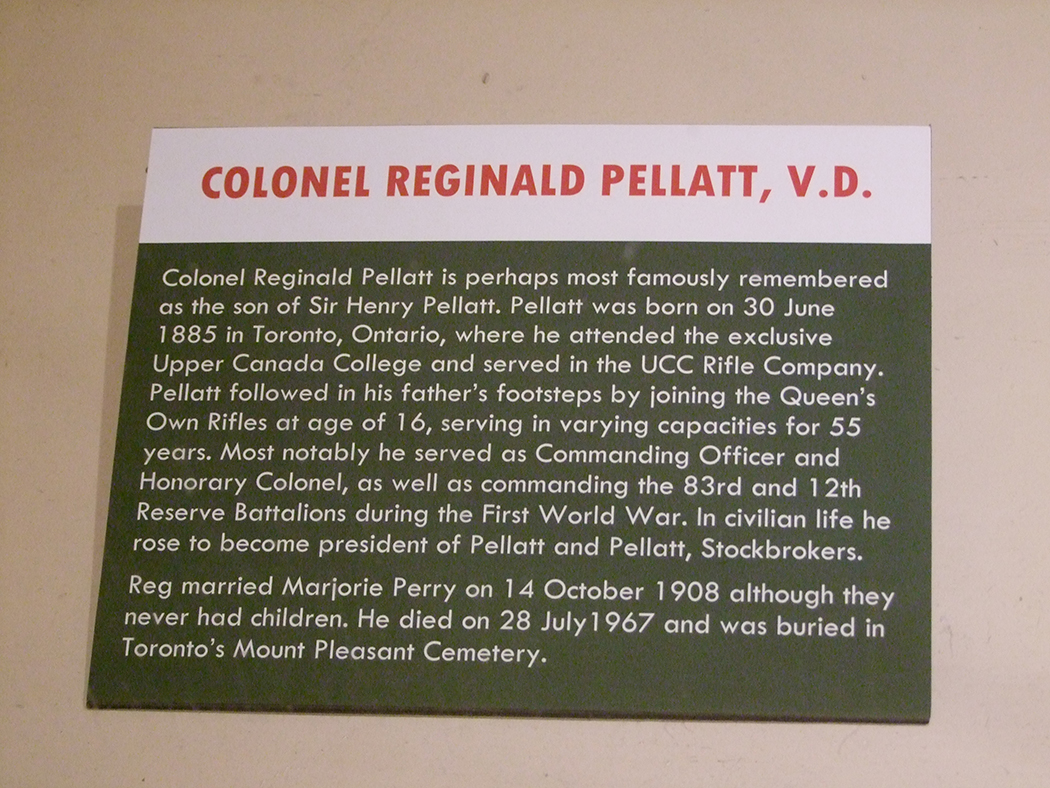 COLONEL REGINALD PELLATT, V.D.
Colonel Reginald Pellatt is perhaps most famously remembered
as the son of Sir Henry Pellatt. Pellatt was born on 30 June
1885 in Toronto, Ontario, where he attended the exclusive
Upper Canada College and served in the UCC Rifle Company.
Pellatt followed in his father's footsteps by joining the Queen's
Own Rifles at age of 16, serving in varying capacities for 55
years. Most notably he served as Commanding Officer and
Honorary Colonel, as well as commanding the 83rd and 12th
Reserve Battalions during the First World War. In civilian life he
rose to become president of Pellatt and Pellatt, Stockbrokers.
Reg married Marjorie Perry on 14 October 1908 although they
never had children. He died on 28 July1967 and was buried in
Toronto's Mount Pleasant Cemetery.